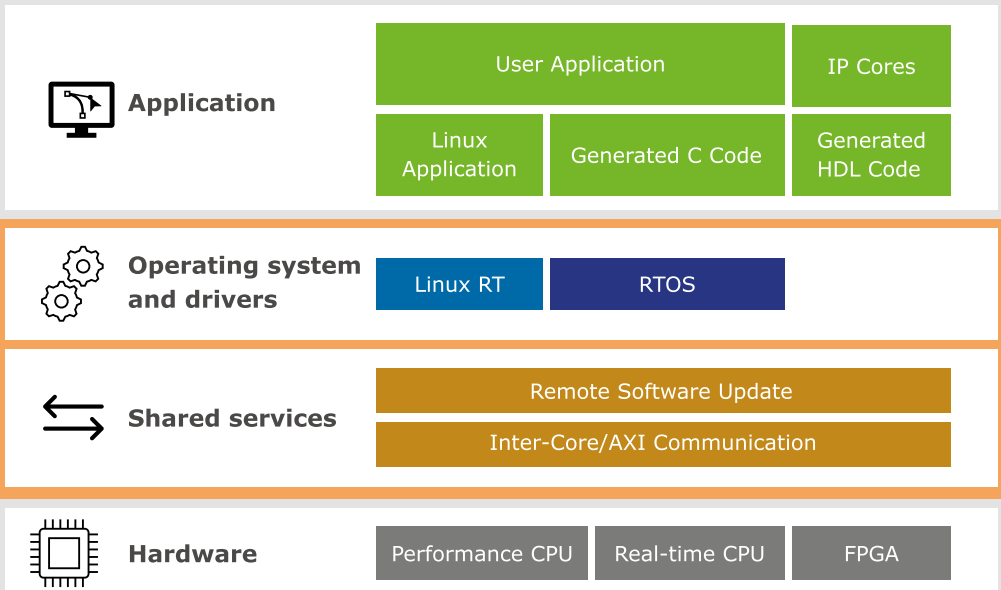 Application
User Application
IP Cores
Linux
Application
Generated C Code
Generated
HDL Code
Operating system
and drivers
Linux RT
RTOS
Shared services
Remote Software Update
Inter-Core/AXI Communication
Hardware
Performance CPU
Real-time CPU
FPGA